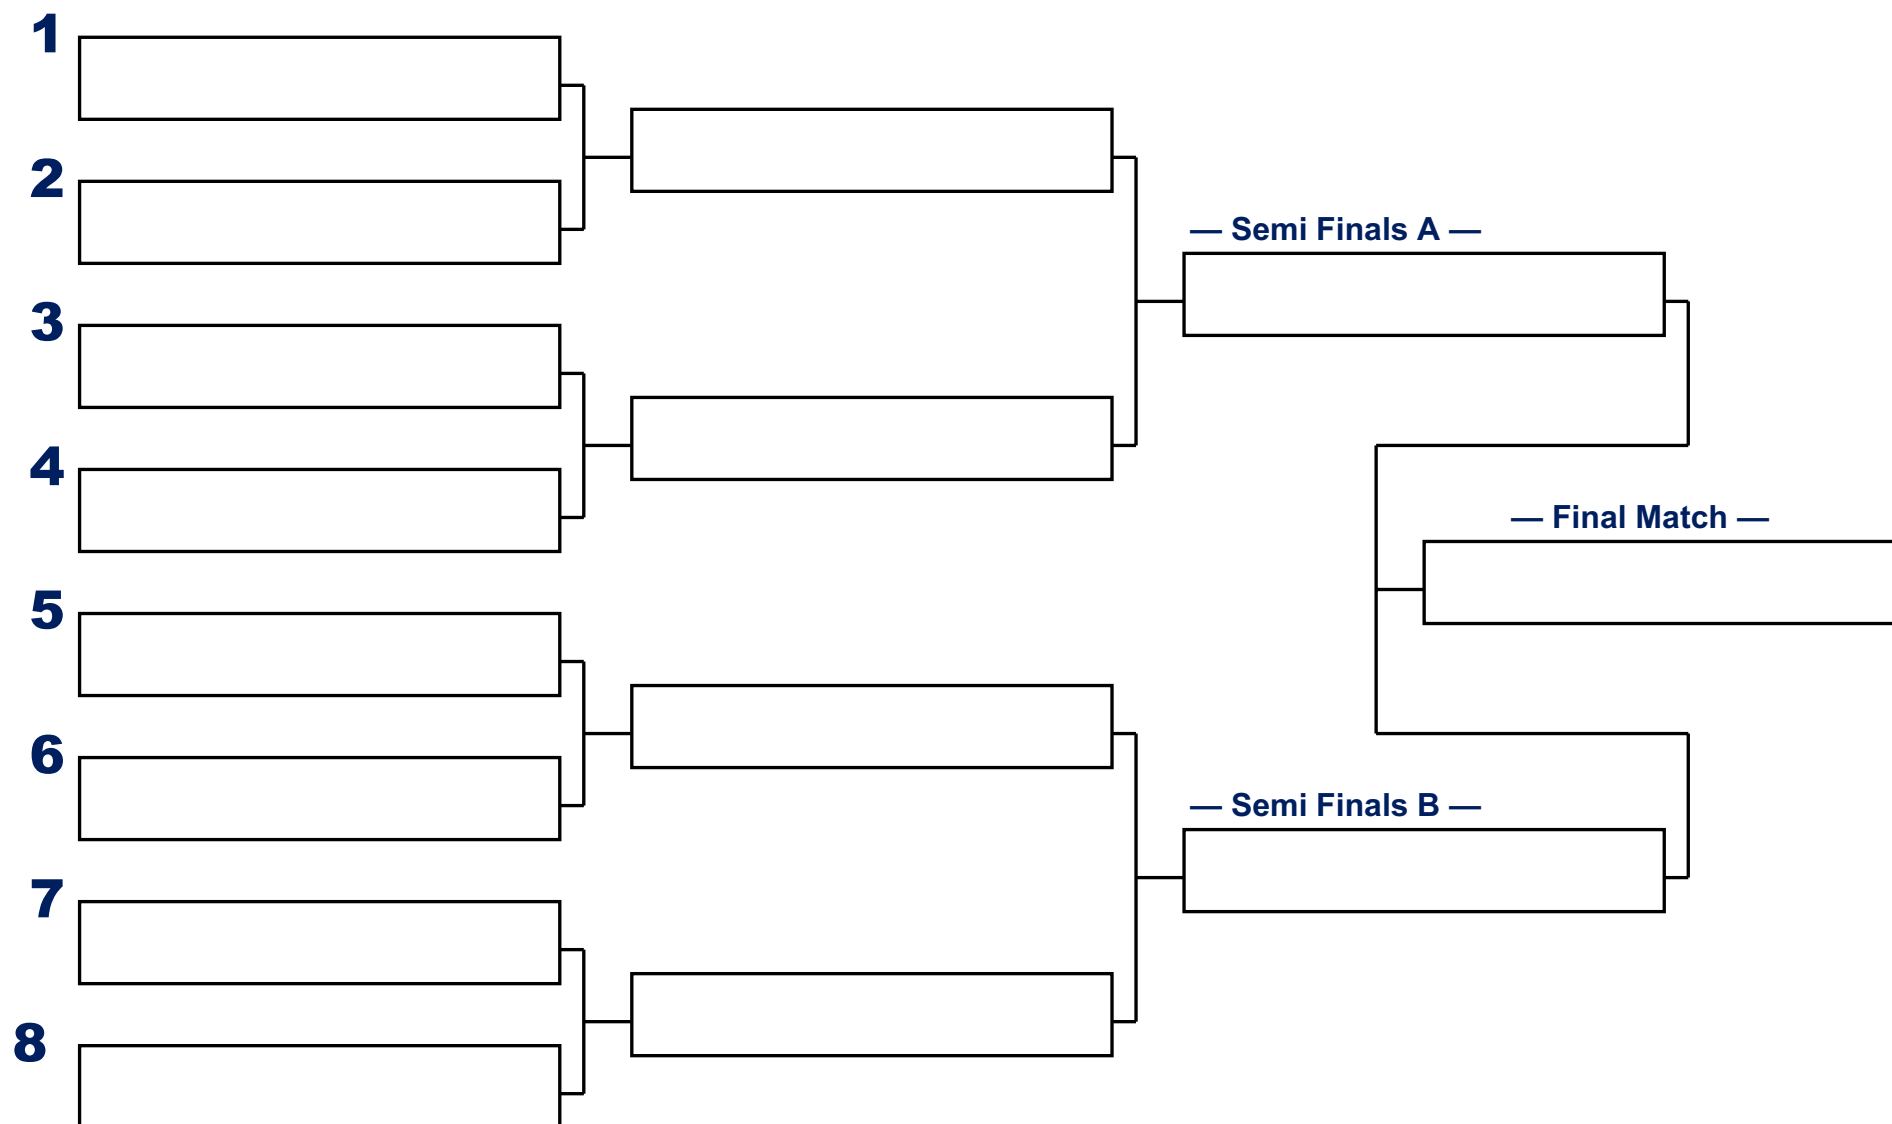 1
2
— Semi Finals A —
3
4
— Final Match —
5
6
— Semi Finals B —
7
8